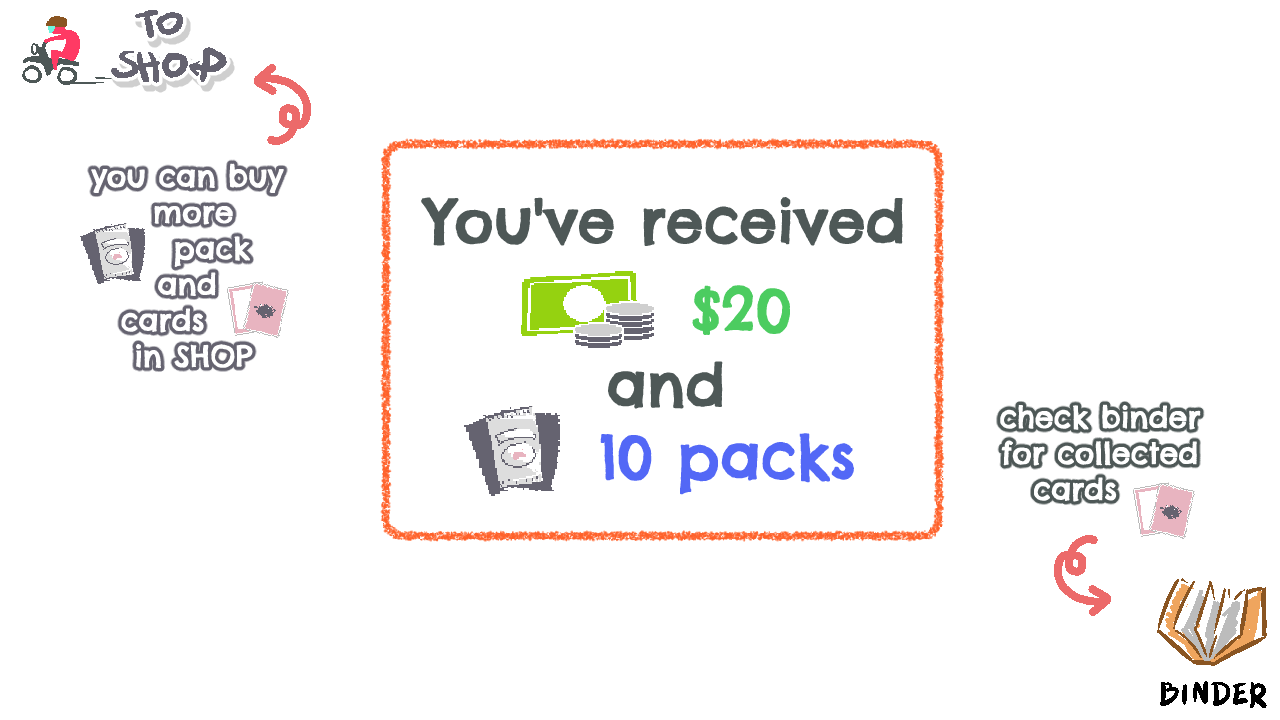 TO
SHOP
you can buy
more
pack
and
cards
in SHOP
You've received
$20
and
10 packs
check binder
for collected
cards
BINDER